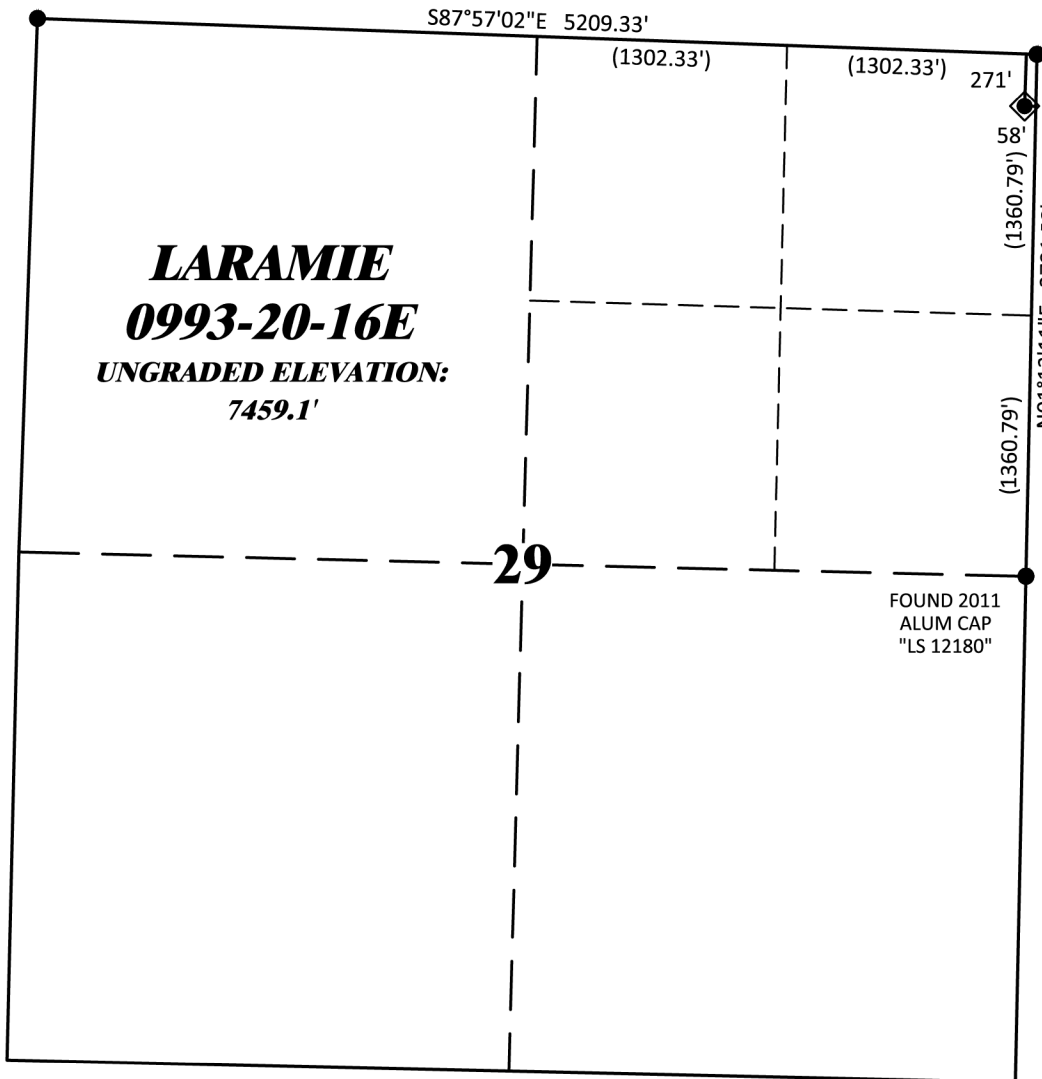 S87°57'02"E 5209.33'
(1302.33')
(1302.33')
271'
58'
(1360.79')
LARAMIE
0993-20-16E
UNGRADED ELEVATION:
7459.1'
(1360.79')
29
FOUND 2011
ALUM CAP
"LS 12180"